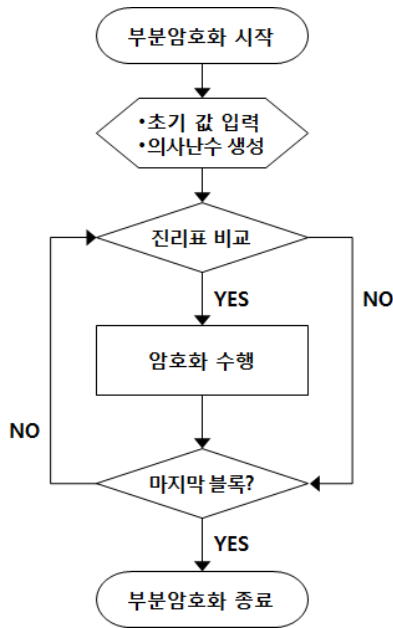 부분암호화 시작
•초기 값 입력
•의사난수 생성
진리표 비교
YES
NO
암호화 수행
NO
마지막 블록?
YES
부분암호화 종료